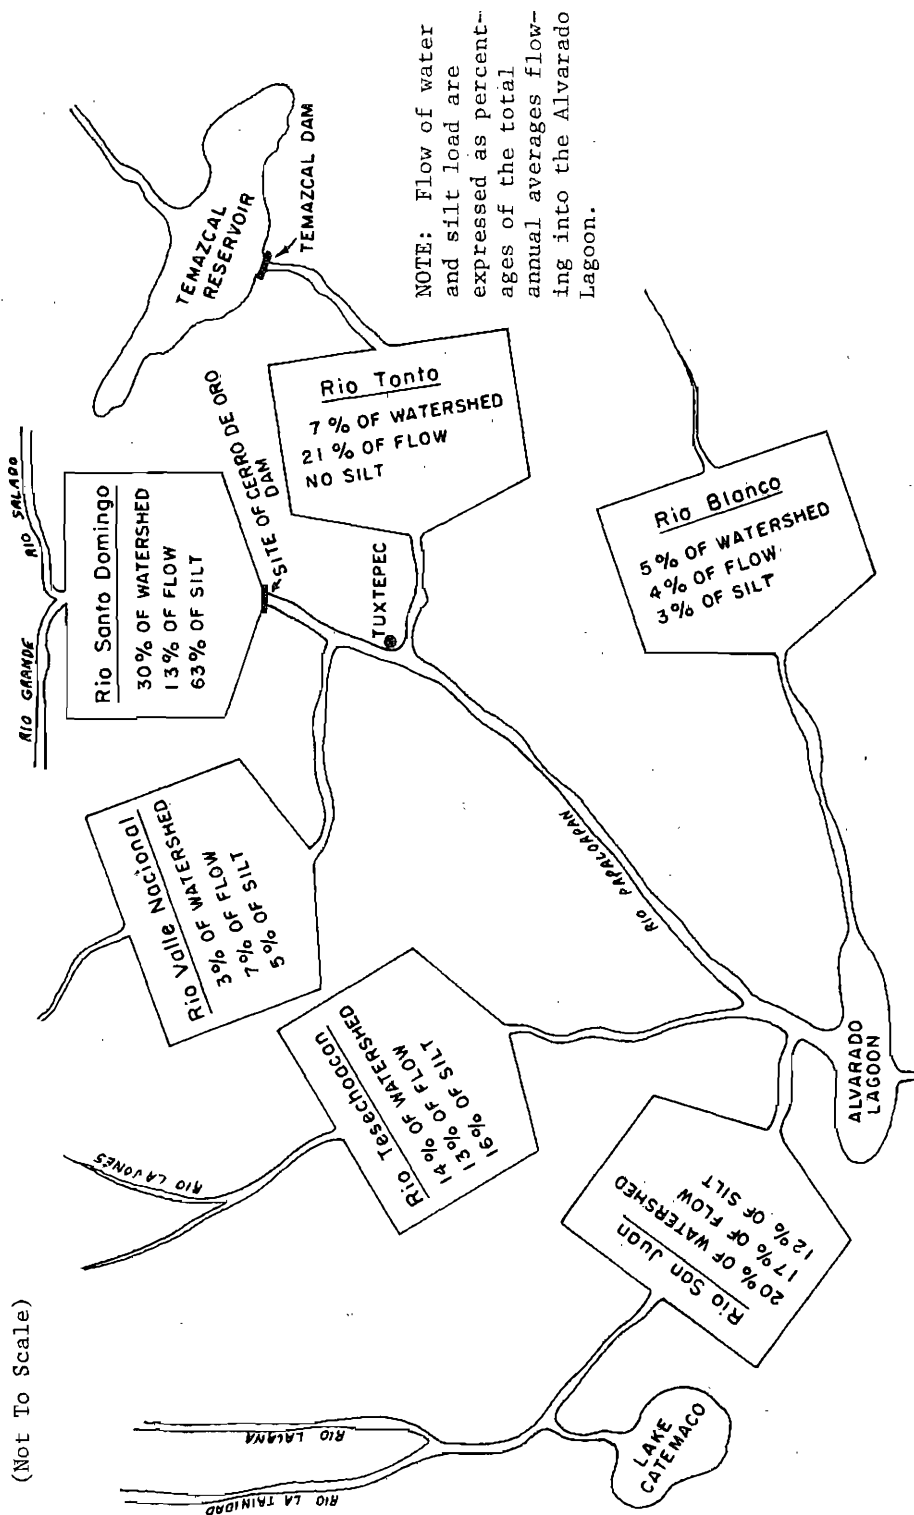 (Not To Scale)
RIO SALADO
RIO GRANDE
Rio Santo Domingo
30% OF WATERSHED
13% OF FLOW
63% OF SILT
SITE OF CERRO DE ORO
DAM
TEMAZCAL
RESERVOIR
TEMAZCAL DAM
Rio Tonto
7% OF WATERSHED
21% OF FLOW
NO SILT
NOTE: Flow of water
and silt load are
expressed as percent-
ages of the total
annual averages flow-
ing into the Alvarado
Lagoon.
TUXTEPEC
Rio Valle Nacional
3% OF WATERSHED
7% OF FLOW
5% OF SILT
RIO LA JONES
Rio Tesechoacan
14% OF WATERSHED
13% OF FLOW
16% OF SILT
RIO PAPALOAPAN
Rio Blanco
5% OF WATERSHED
4% OF FLOW
3% OF SILT
RIO LA TRINIDAD
RIO LALANA
LAKE
CATEMACO
Rio San Juan
20% OF WATERSHED
17% OF FLOW
12% OF SILT
ALVARADO
LAGOON